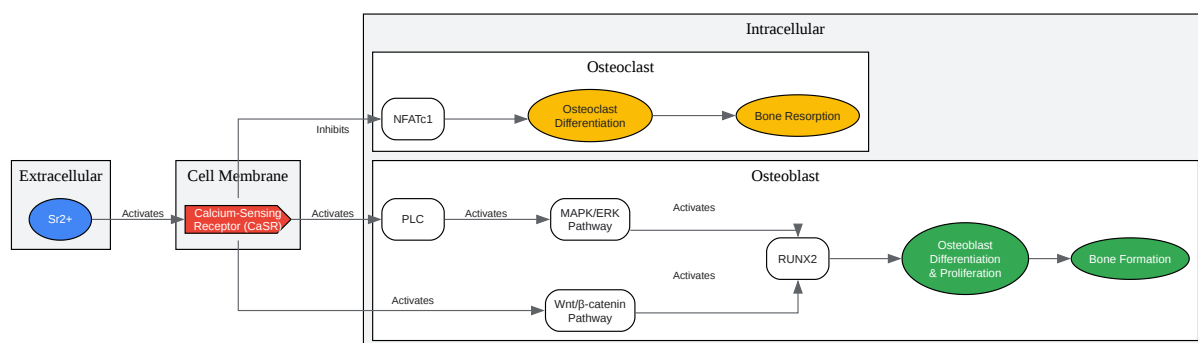 Intracellular
Osteoclast
NFATc1
Osteoclast
Differentiation
Bone Resorption
Inhibits
Extracellular
Sr2+
Activates
Cell Membrane
Calcium-Sensing
Receptor (CaSR)
Activates
Osteoblast
PLC
Activates
MAPK/ERK
Pathway
Activates
RUNX2
Osteoblast
Differentiation
& Proliferation
Bone Formation
Activates
Activates
Wnt/β-catenin
Pathway